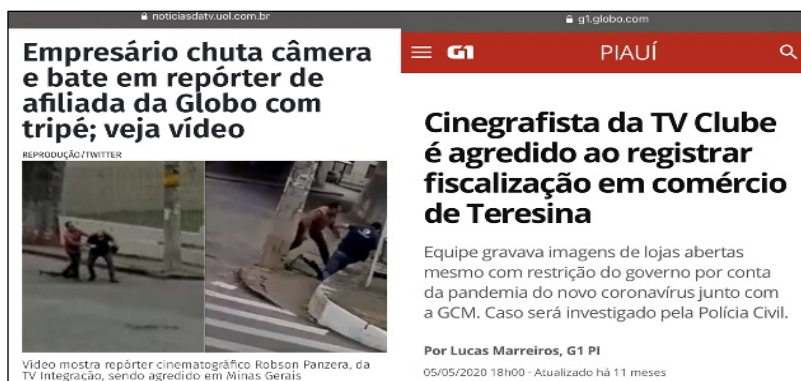 noticiasdatv.uol.com.br
Empresário chuta câmera
e bate em repórter de
afiliada da Globo com
tripé; veja vídeo
REPRODUÇÃO/TWITTER
Vídeo mostra repórter cinematográfico Robson Panzera, da
TV Integração, sendo agredido em Minas Gerais
g1.globo.com
G1
PIAUÍ
Cinegrafista da TV Clube
é agredido ao registrar
fiscalização em comércio
de Teresina
Equipe gravava imagens de lojas abertas
mesmo com restrição do governo por conta
da pandemia do novo coronavírus junto com
a GCM. Caso será investigado pela Polícia Civil.
Por Lucas Marreiros, G1 PI
05/05/2020 18h00 · Atualizado há 11 meses